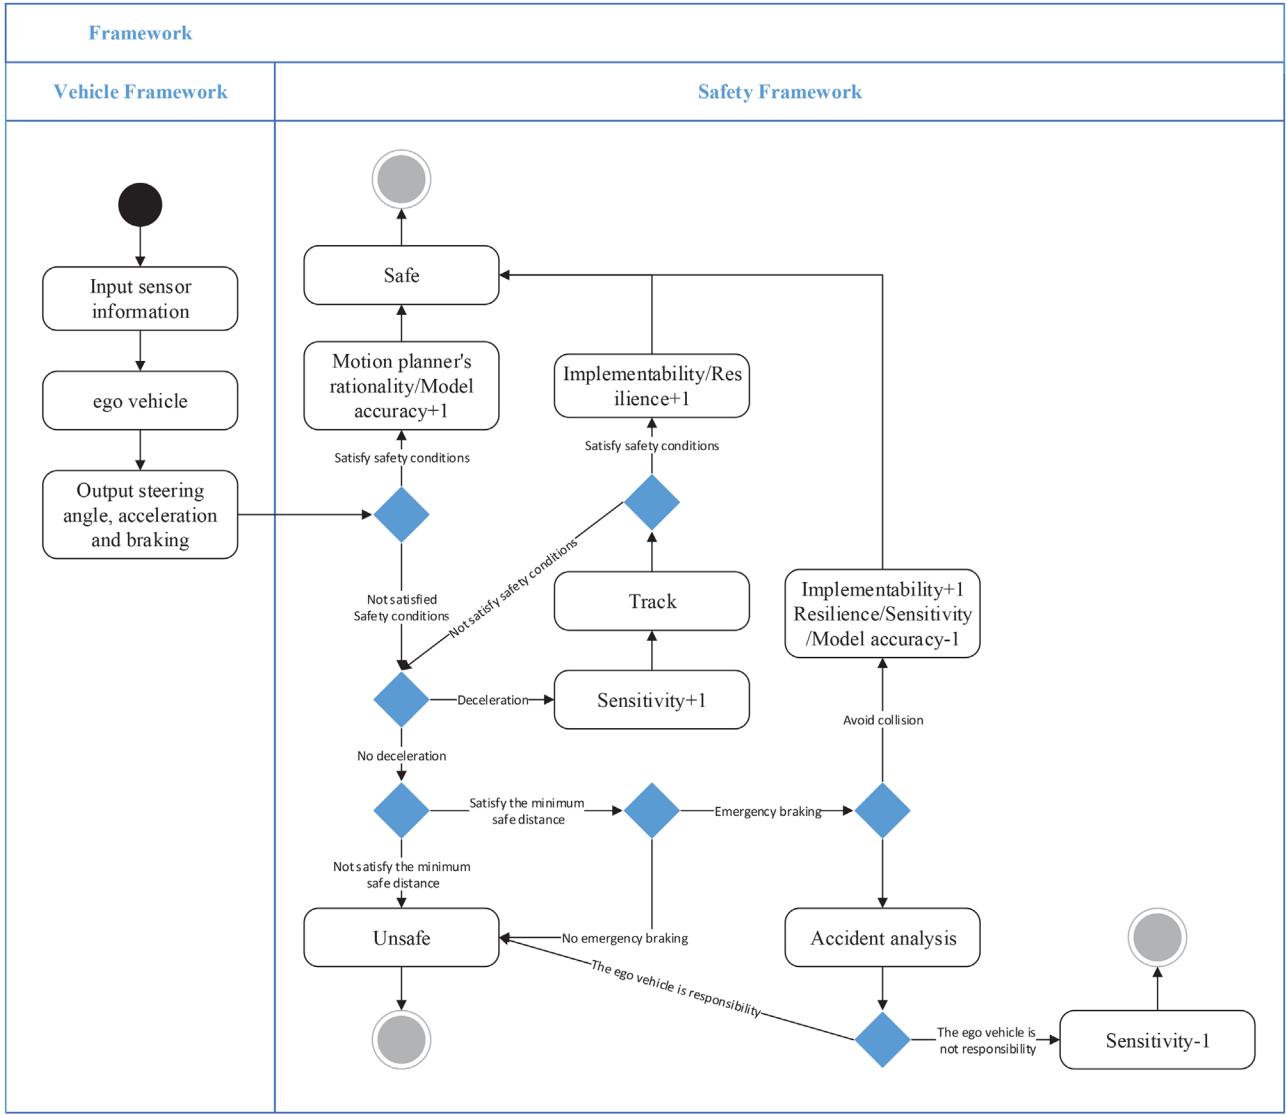 Framework
Vehicle Framework
Safety Framework
Input sensor
information
ego vehicle
Output steering
angle, acceleration
and braking
Safe
Motion planner's
rationality/Model
accuracy+1
Satisfy safety conditions
Implementability/Res
ilience+1
Satisfy safety conditions
Not satisfy safety conditions
Not satisfied
Safety conditions
Track
Implementability+1
Resilience/Sensitivity
/Model accuracy-1
Deceleration
Sensitivity+1
Avoid collision
No deceleration
Satisfy the minimum
safe distance
Emergency braking
Not satisfy the minimum
safe distance
Unsafe
No emergency braking
Accident analysis
The ego vehicle is responsibility
The ego vehicle is
not responsibility
Sensitivity-1